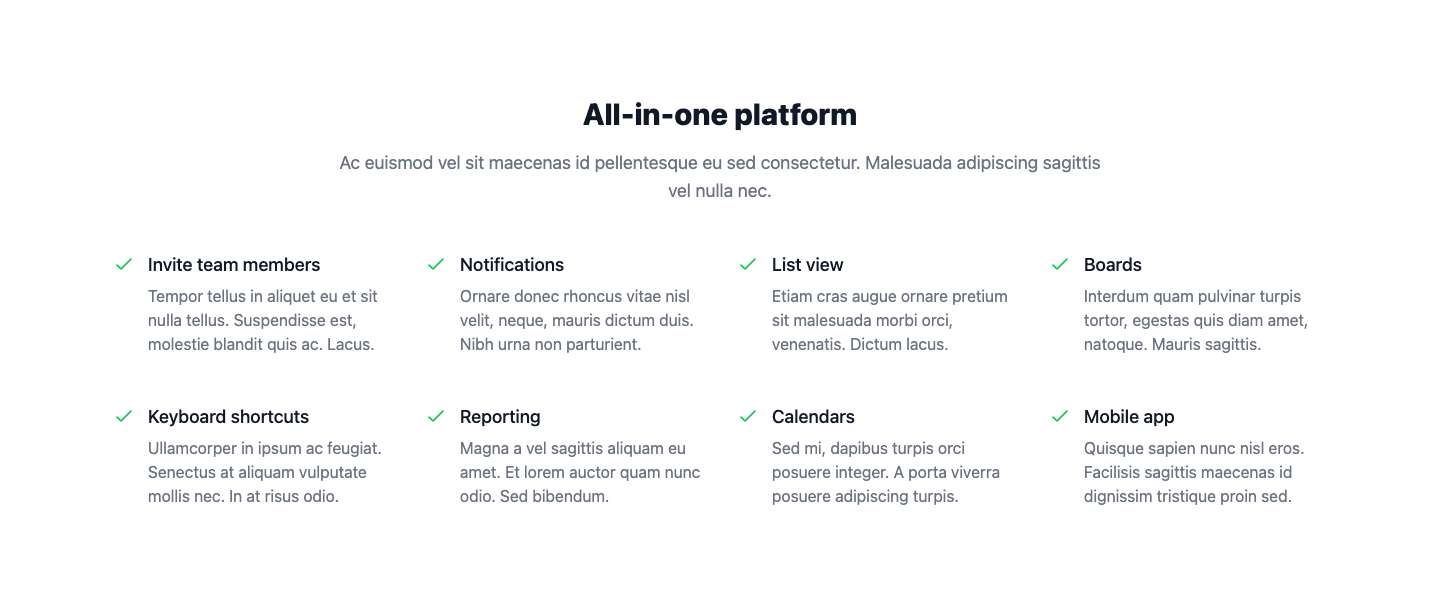 All-in-one platform
Ac euismod vel sit maecenas id pellentesque eu sed consectetur. Malesuada adipiscing sagittis
vel nulla nec.
Invite team members
Tempor tellus in aliquet eu et sit
nulla tellus. Suspendisse est,
molestie blandit quis ac. Lacus.
Notifications
Ornare donec rhoncus vitae nisl
velit, neque, mauris dictum duis.
Nibh urna non parturient.
List view
Etiam cras augue ornare pretium
sit malesuada morbi orci,
venenatis. Dictum lacus.
Boards
Interdum quam pulvinar turpis
tortor, egestas quis diam amet,
natoque. Mauris sagittis.
Keyboard shortcuts
Ullamcorper in ipsum ac feugiat.
Senectus at aliquam vulputate
mollis nec. In at risus odio.
Reporting
Magna a vel sagittis aliquam eu
amet. Et lorem auctor quam nunc
odio. Sed bibendum.
Calendars
Sed mi, dapibus turpis orci
posuere integer. A porta viverra
posuere adipiscing turpis.
Mobile app
Quisque sapien nunc nisl eros.
Facilisis sagittis maecenas id
dignissim tristique proin sed.